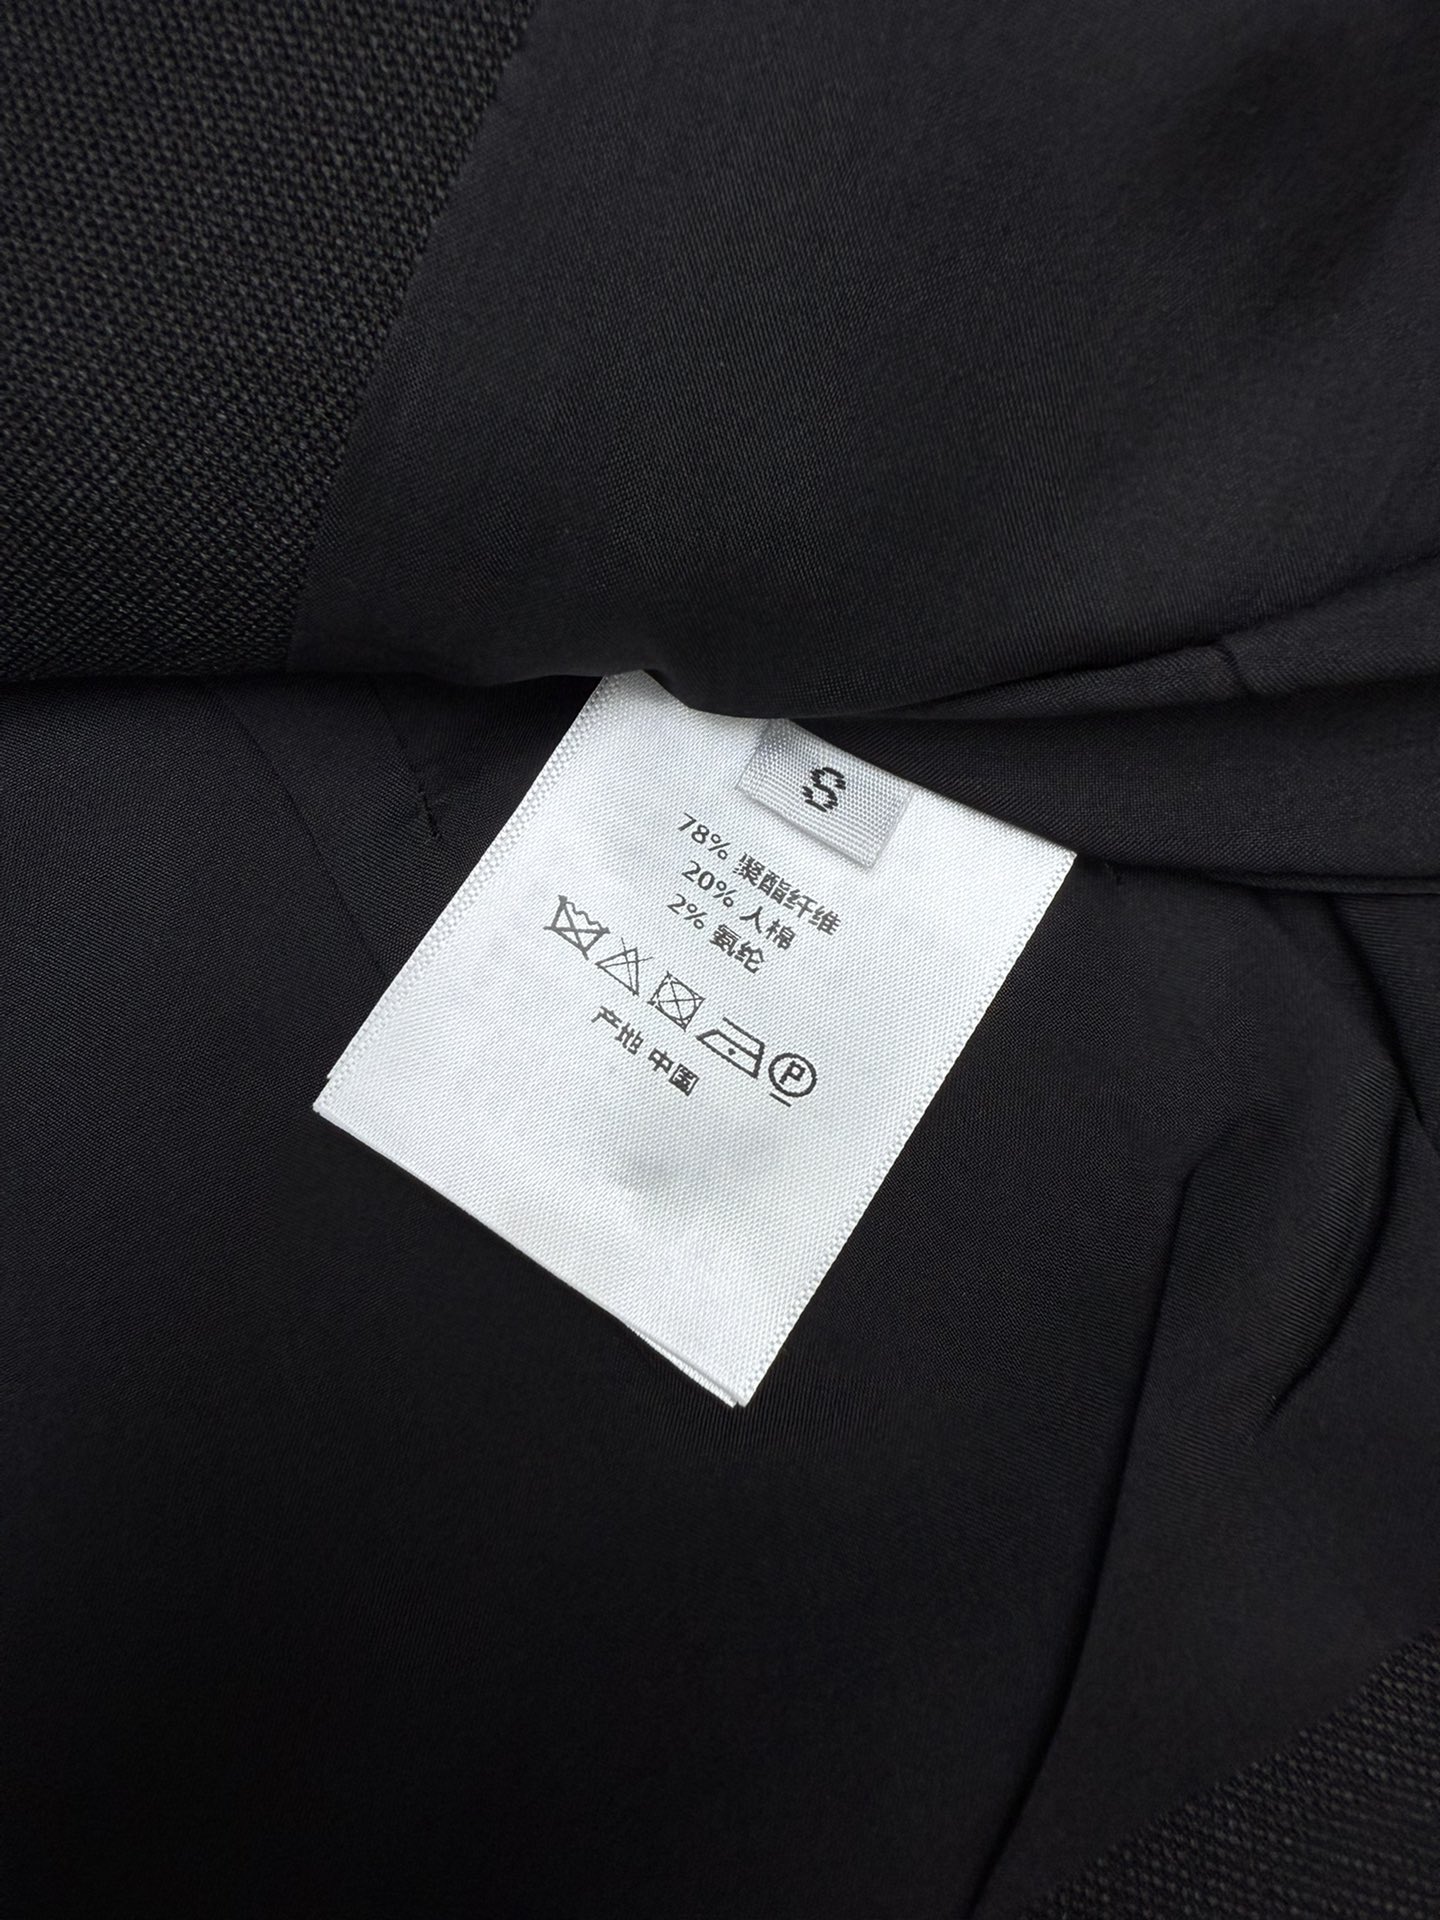 S
78% 聚酯纤维
20% 人棉
2% 氨纶
P
产地 中国